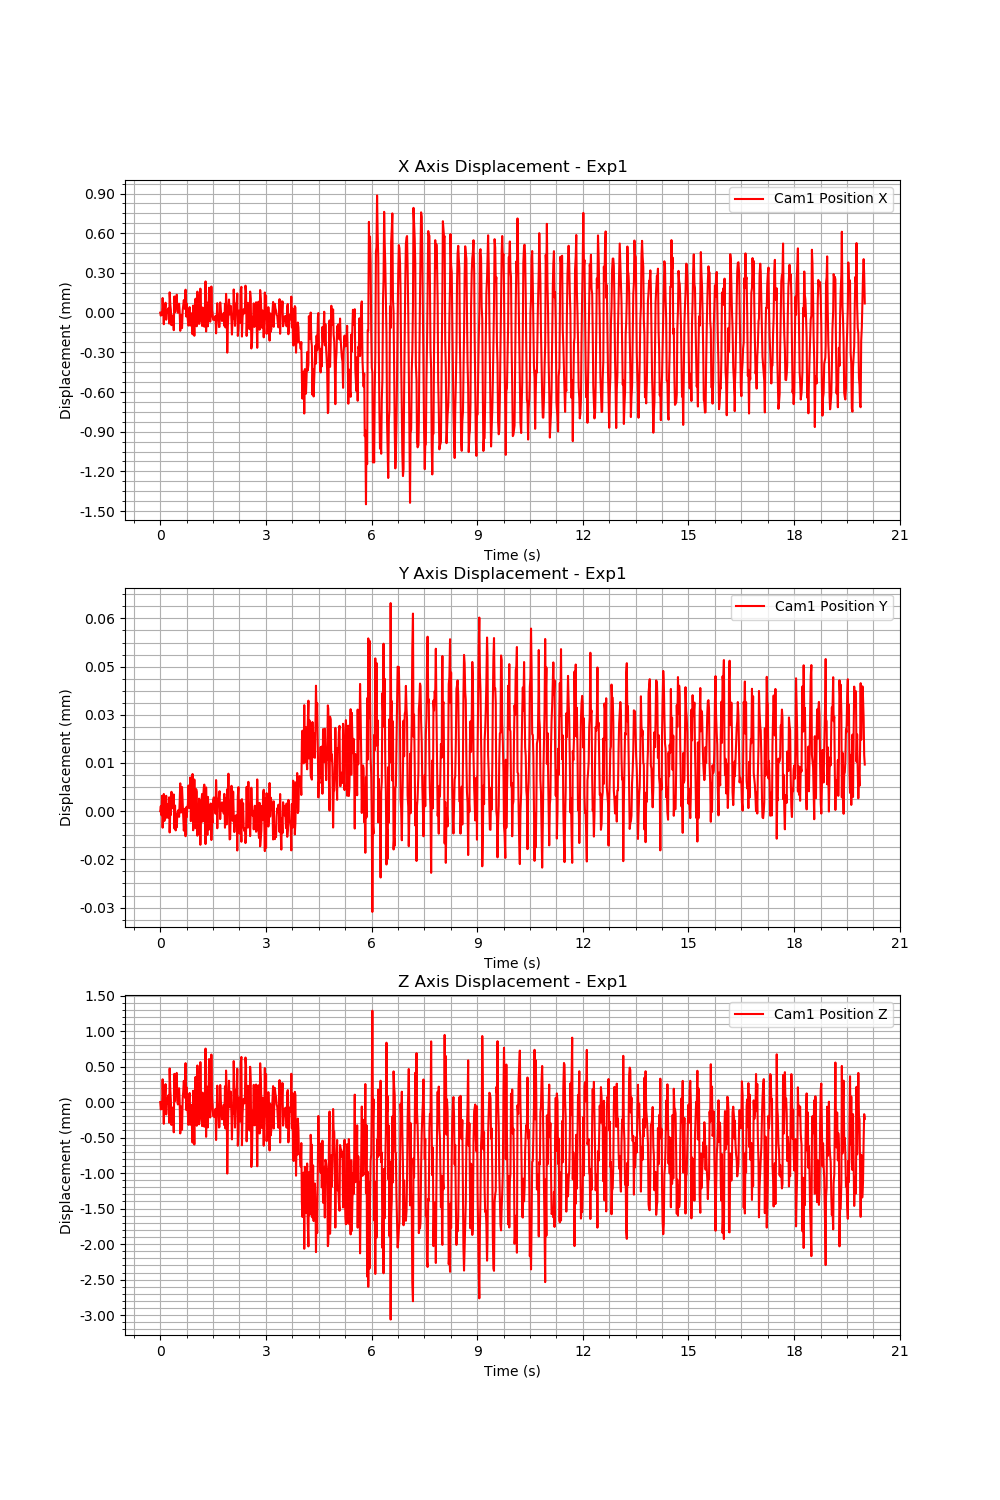 X Axis Displacement - Exp1
Cam1 Position X
0.90
0.60
0.30
0.00
-0.30
-0.60
-0.90
-1.20
-1.50
Displacement (mm)
0 3 6 9 12 15 18 21
Time (s)
Y Axis Displacement - Exp1
Cam1 Position Y
0.06
0.05
0.03
0.01
0.00
-0.02
-0.03
Displacement (mm)
0 3 6 9 12 15 18 21
Time (s)
Z Axis Displacement - Exp1
Cam1 Position Z
1.50
1.00
0.50
0.00
-0.50
-1.00
-1.50
-2.00
-2.50
-3.00
Displacement (mm)
0 3 6 9 12 15 18 21
Time (s)